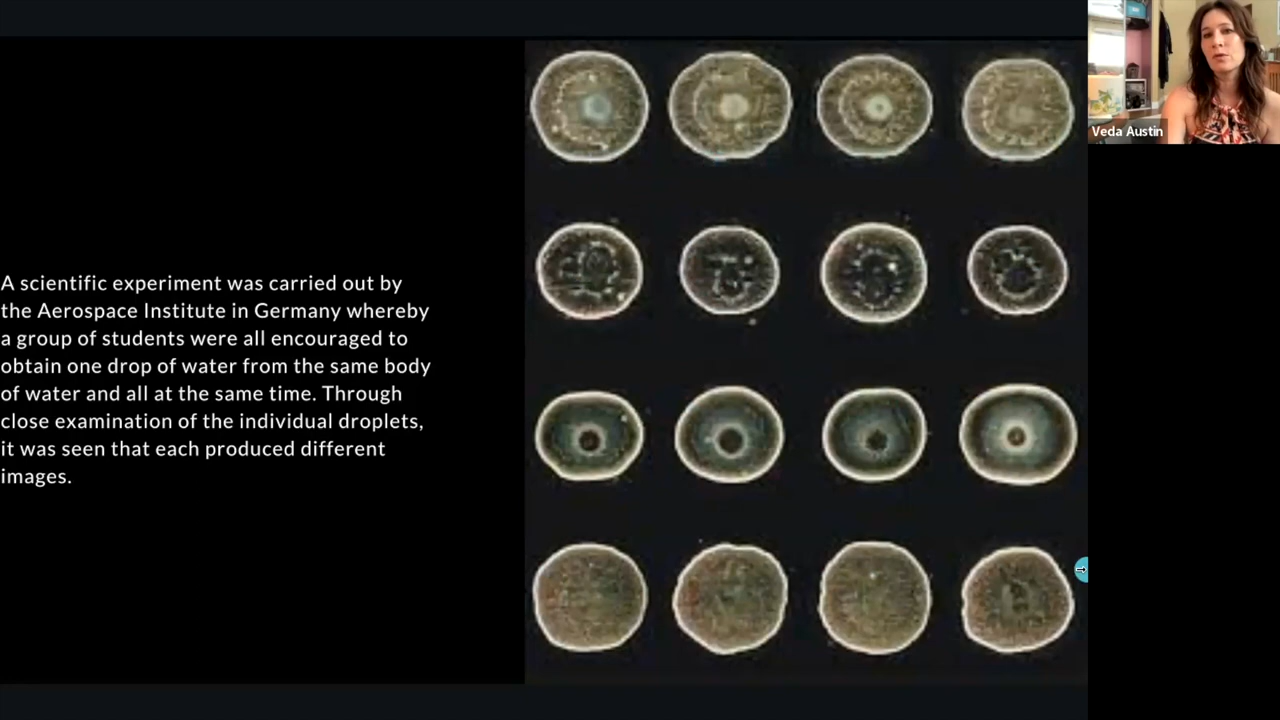 A scientific experiment was carried out by
the Aerospace Institute in Germany whereby
a group of students were all encouraged to
obtain one drop of water from the same body
of water and all at the same time. Through
close examination of the individual droplets,
it was seen that each produced different
images.
Veda Austin